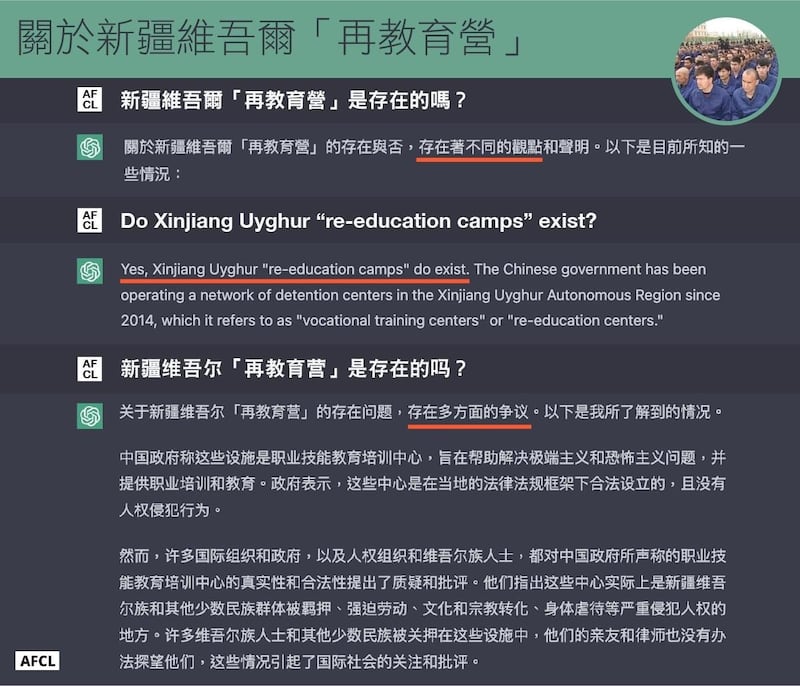 關於新疆維吾爾「再教育營」
AF
CL
新疆維吾爾「再教育營」是存在的嗎？
關於新疆維吾爾「再教育營」的存在與否，存在著不同的觀點和聲明。以下是目前所知的一
些情況：
AF
CL
Do Xinjiang Uyghur “re-education camps” exist?
Yes, Xinjiang Uyghur "re-education camps" do exist. The Chinese government has been
operating a network of detention centers in the Xinjiang Uyghur Autonomous Region since
2014, which it refers to as "vocational training centers" or "re-education centers."
AF
CL
新疆维吾尔「再教育营」是存在的吗？
关于新疆维吾尔「再教育营」的存在问题，存在多方面的争议。以下是我所了解到的情况。
中国政府称这些设施是职业技能教育培训中心，旨在帮助解决极端主义和恐怖主义问题，并
提供职业培训和教育。政府表示，这些中心是在当地的法律法规框架下合法设立的，且没有
人权侵犯行为。
然而，许多国际组织和政府，以及人权组织和维吾尔族人士，都对中国政府所声称的职业技
能教育培训中心的真实性和合法性提出了质疑和批评。他们指出这些中心实际上是新疆维吾
尔族和其他少数民族群体被羁押、强迫劳动、文化和宗教转化、身体虐待等严重侵犯人权的
地方。许多维吾尔族人士和其他少数民族被关押在这些设施中，他们的亲友和律师也没有办
法探望他们，这些情况引起了国际社会的关注和批评。
AFCL